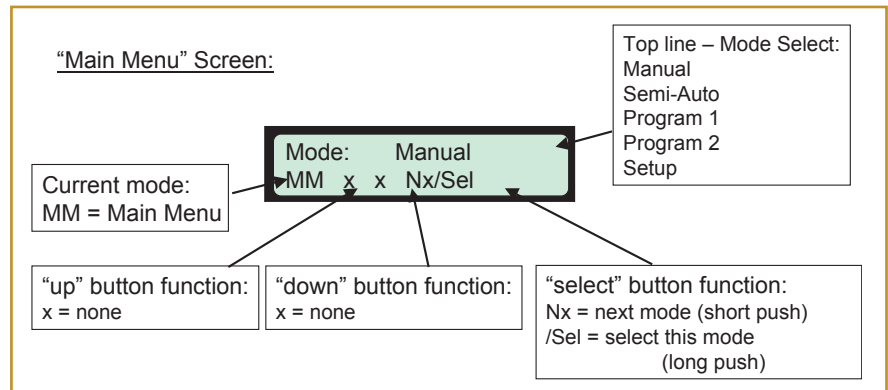 “Main Menu” Screen:
Top line – Mode Select:
Manual
Semi-Auto
Program 1
Program 2
Setup
Mode: Manual
MM x x Nx/Sel
Current mode:
MM = Main Menu
“up” button function:
x = none
“down” button function:
x = none
“select” button function:
Nx = next mode (short push)
/Sel = select this mode
(long push)